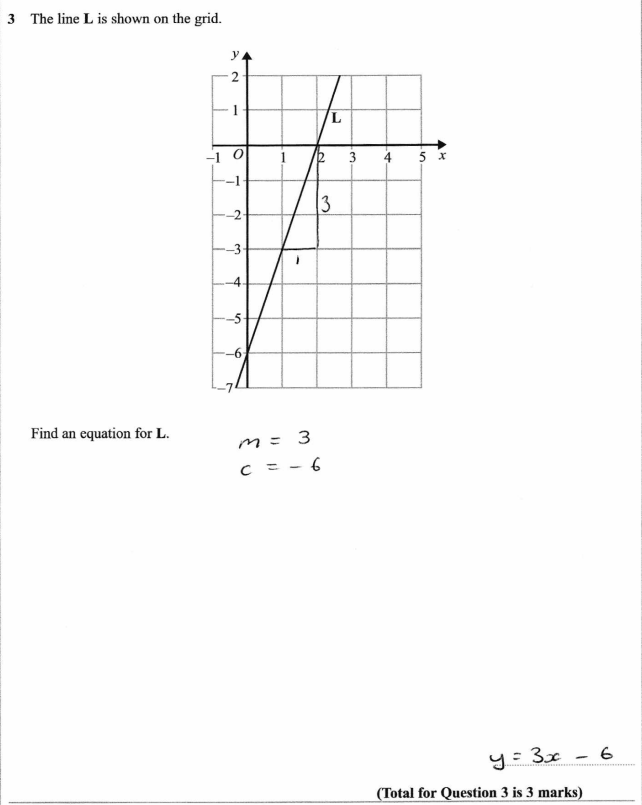 3 The line L is shown on the grid.
y
2
1
L
-1 O 1 2 3 4 5 x
-1
3
-2
-3
1
-4
-5
-6
-7
Find an equation for L.
m = 3
c = - 6
y = 3x - 6
(Total for Question 3 is 3 marks)